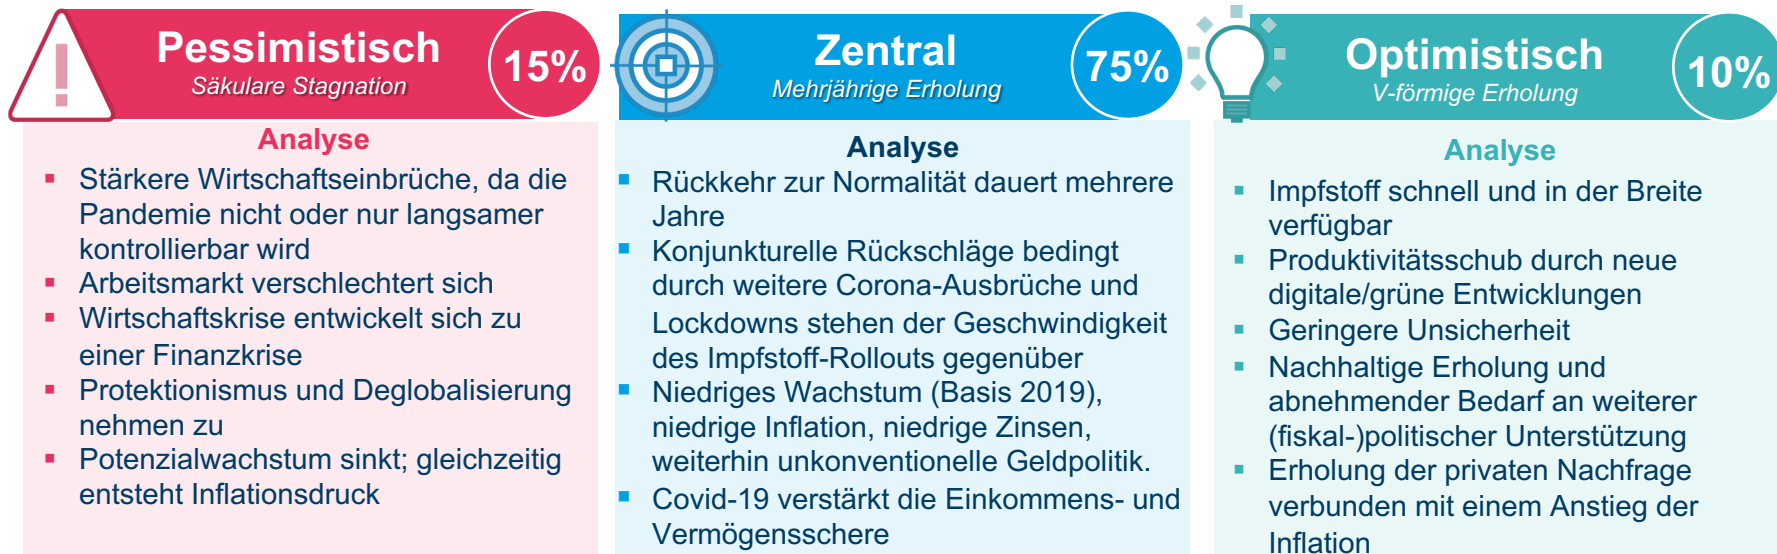 Pessimistisch
Säkulare Stagnation
15%
Analyse
▪ Stärkere Wirtschaftseinbrüche, da die
Pandemie nicht oder nur langsamer
kontrollierbar wird
▪ Arbeitsmarkt verschlechtert sich
▪ Wirtschaftskrise entwickelt sich zu
einer Finanzkrise
▪ Protektionismus und Deglobalisierung
nehmen zu
▪ Potenzialwachstum sinkt; gleichzeitig
entsteht Inflationsdruck
Zentral
Mehrjährige Erholung
75%
Analyse
▪ Rückkehr zur Normalität dauert mehrere
Jahre
▪ Konjunkturelle Rückschläge bedingt
durch weitere Corona-Ausbrüche und
Lockdowns stehen der Geschwindigkeit
des Impfstoff-Rollouts gegenüber
▪ Niedriges Wachstum (Basis 2019),
niedrige Inflation, niedrige Zinsen,
weiterhin unkonventionelle Geldpolitik.
▪ Covid-19 verstärkt die Einkommens- und
Vermögensschere
Optimistisch
V-förmige Erholung
10%
Analyse
▪ Impfstoff schnell und in der Breite
verfügbar
▪ Produktivitätsschub durch neue
digitale/grüne Entwicklungen
▪ Geringere Unsicherheit
▪ Nachhaltige Erholung und
abnehmender Bedarf an weiterer
(fiskal-)politischer Unterstützung
▪ Erholung der privaten Nachfrage
verbunden mit einem Anstieg der
Inflation